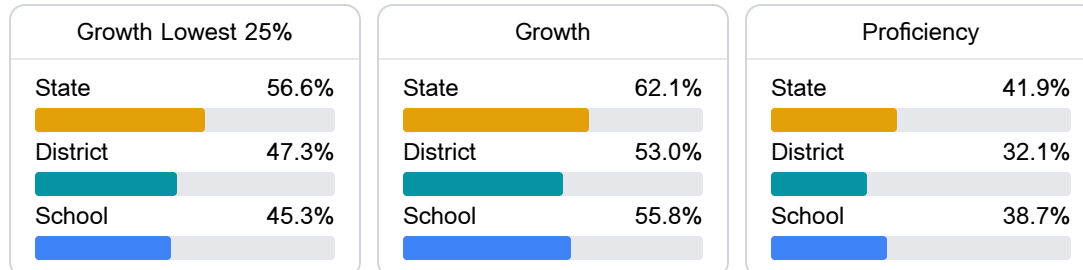 Growth Lowest 25%
State 56.6%
District 47.3%
School 45.3%
Growth
State 62.1%
District 53.0%
School 55.8%
Proficiency
State 41.9%
District 32.1%
School 38.7%